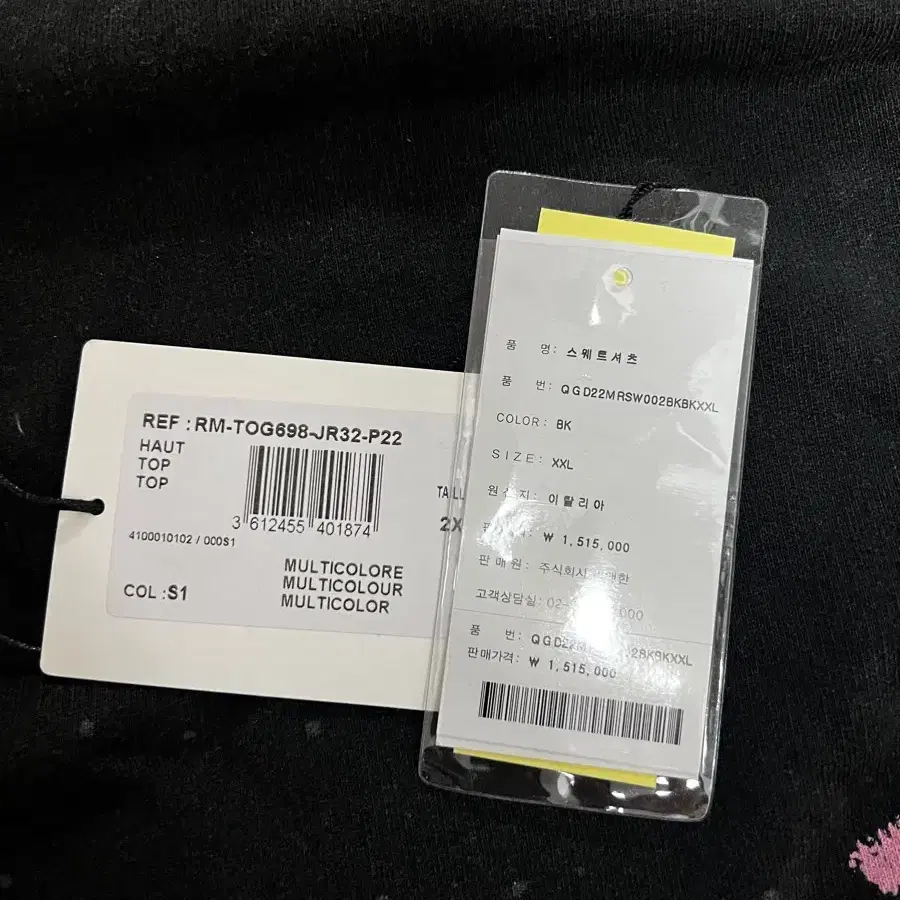 REF : RM-TOG698-JR32-P22
HAUT
TOP
TOP
3 612455 401874
4100010102 / 000S1
MULTICOLORE
MULTICOLOUR
MULTICOLOR
COL : S1
TAILL
2X
품 명: 스웨트셔츠
품 번: QGD22MRSW002BKBKXXL
COLOR: BK
SIZE: XXL
원산지: 이탈리아
₩ 1,515,000
판매원: 주식회사
고객상담실: 02-
품 번:
판매가격: ₩ 1,515,000